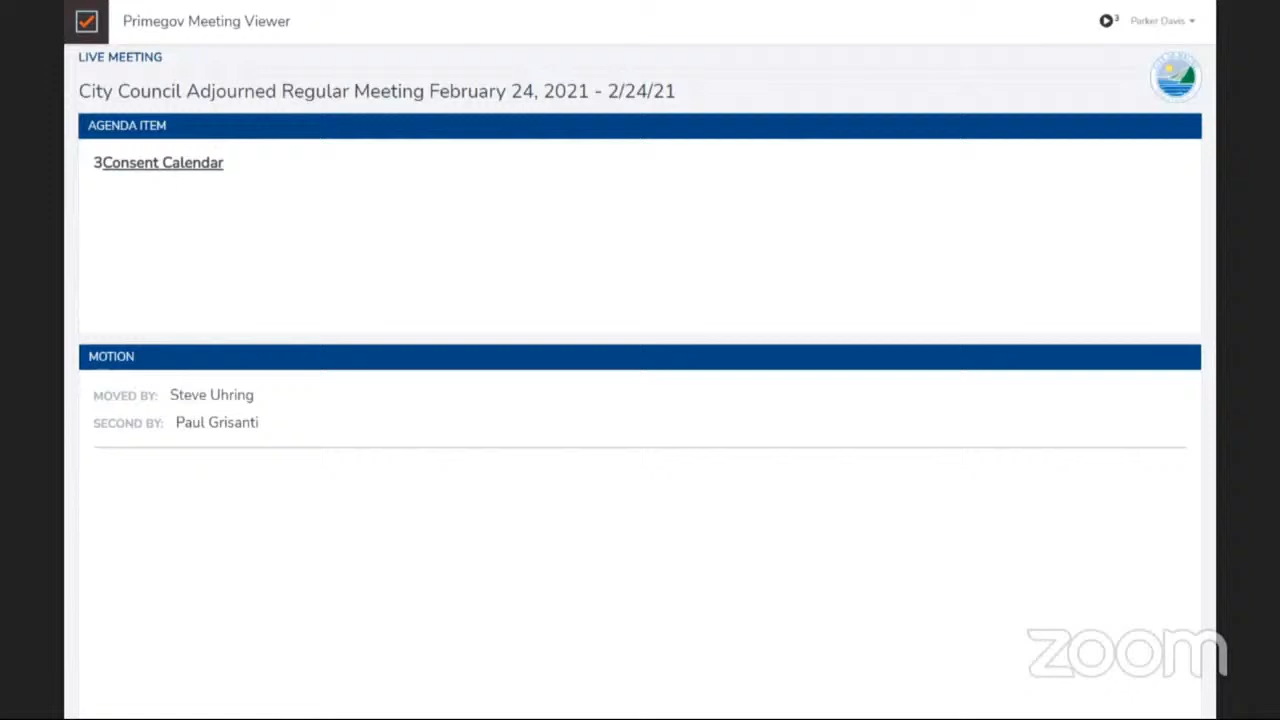 Primegov Meeting Viewer
3 Parker Davis
LIVE MEETING
City Council Adjourned Regular Meeting February 24, 2021 - 2/24/21
AGENDA ITEM
3Consent Calendar
MOTION
MOVED BY: Steve Uhring
SECOND BY: Paul Grisanti
zoom